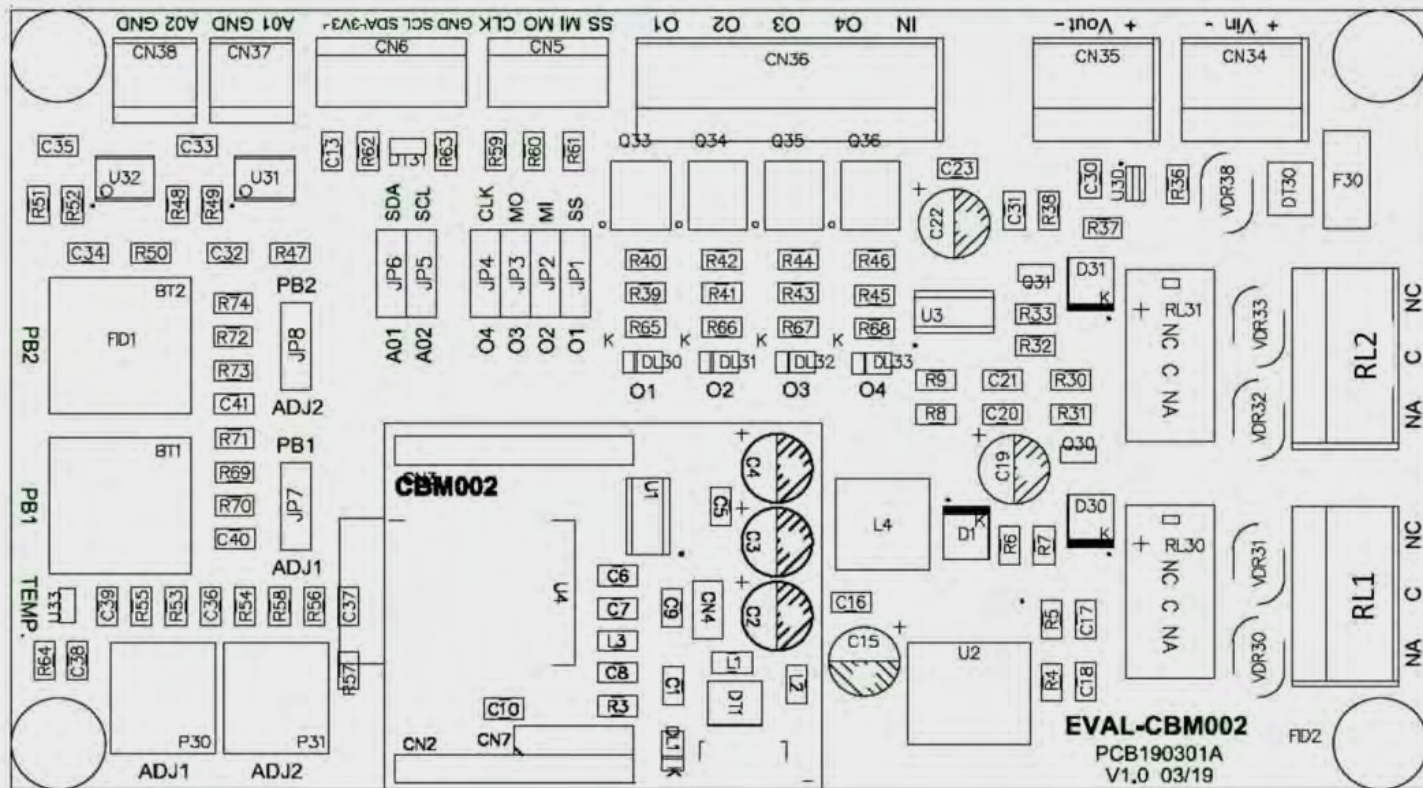 A02 GND A01 GND GND SCL SDA -3V3+ SS MI MO CLK O1 O2 O3 O4 IN + Vout - + Vin -
CN38 CN37 CN6 CN5 CN36 CN35 CN34
Q33 Q34 Q35 Q36
C35 C33 C13 R62 DT31 R63 R59 R60 R61 C23 C30 U30 R36 VDR38 DT30 F30
U32 U31
R51 R52 R48 R49 SDA SCL CLK MO MI SS C22 C31 R38
R37
C34 R50 C32 R47 JP6 JP5 JP4 JP3 JP2 JP1 R40 R42 R44 R46
BT2 PB2 Q31 D31 K
R74 R39 R41 R43 R45
PB2 FID1 R72 JP8 U3 R33 + RL31 VDR33 NC
R65 R66 R67 R68
R73 A01 A02 O4 O3 O2 O1 K K K K R32 NC C NA RL2 C
DL30 DL31 DL32 DL33
C41 ADJ2 O1 O2 O3 O4 R9 C21 R30 VDR32 NA
R8 C20 R31
BT1 R71 PB1 Q30
R69 CN3 C4 C19
CBM002
PB1 R70 JP7 U1 C5 L4 D1 K D30 K
C40 C3 R6 R7 + RL30 VDR31 NC
ADJ1
TEMP. U4 C6 NC C NA RL1 C
DT33 C39 R55 R53 C36 R54 R58 R56 C37 C7 C9 CN4 C2 C16 R5 C17
L3 C15 U2 VDR30 NA
R64 C38 R57 C8 L1 R4 C18
C1 L2
C10 R3 DT1
EVAL-CBM002
P30 P31 CN2 CN7 DL1 K FID2
PCB190301A
ADJ1 ADJ2
V1.0 03/19